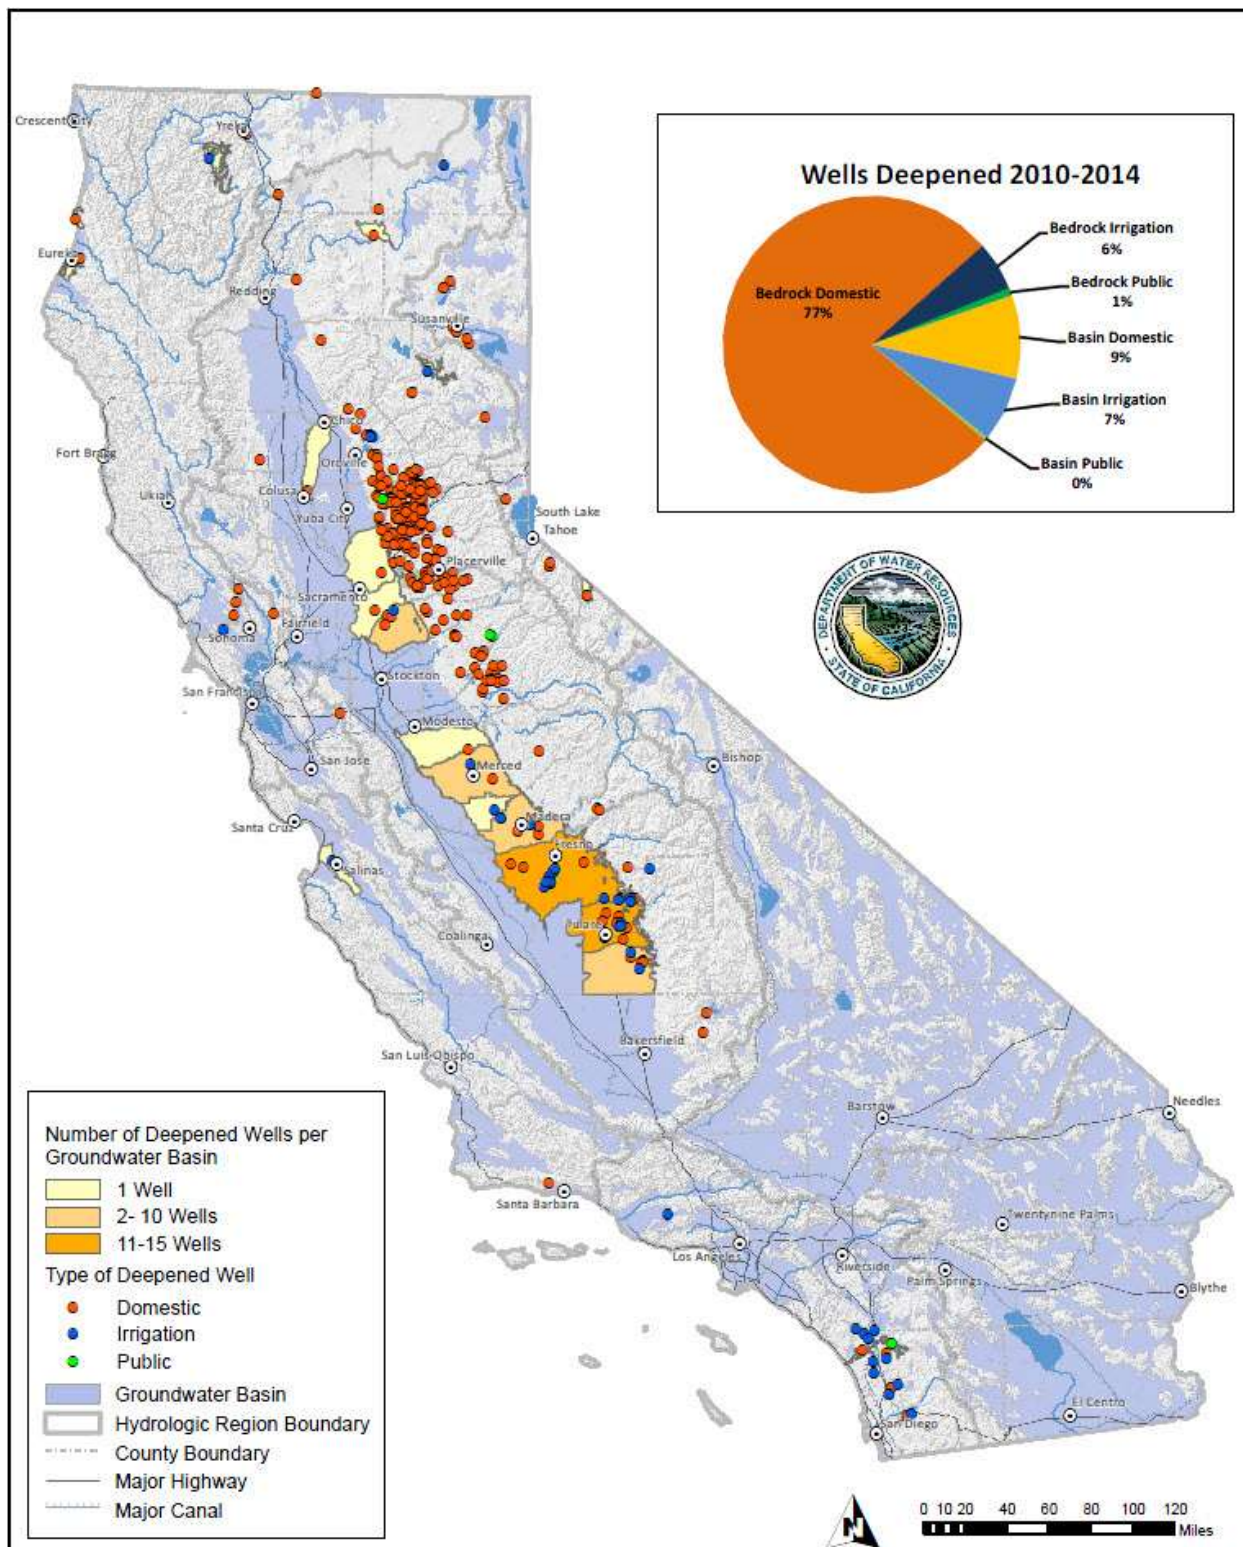 Crescent City
Yreka
Eureka
Redding
Susanville
Chico
Fort Bragg
Oroville
Ukiah
Colusa
Yuba City
South Lake
Tahoe
Placerville
Sacramento
Sonoma
Fairfield
Stockton
San Francisco
Modesto
San Jose
Merced
Bishop
Santa Cruz
Madera
Fresno
Salinas
Tulare
Coalinga
Bakersfield
San Luis Obispo
Barstow
Needles
Santa Barbara
Twentynine Palms
Los Angeles
Riverside
Palm Springs
Blythe
El Centro
San Diego
Wells Deepened 2010-2014
Bedrock Domestic
77%
Bedrock Irrigation
6%
Bedrock Public
1%
Basin Domestic
9%
Basin Irrigation
7%
Basin Public
0%
DEPARTMENT OF WATER RESOURCES
STATE OF CALIFORNIA
Number of Deepened Wells per
Groundwater Basin
1 Well
2- 10 Wells
11-15 Wells
Type of Deepened Well
Domestic
Irrigation
Public
Groundwater Basin
Hydrologic Region Boundary
County Boundary
Major Highway
Major Canal
N
0 10 20 40 60 80 100 120
Miles